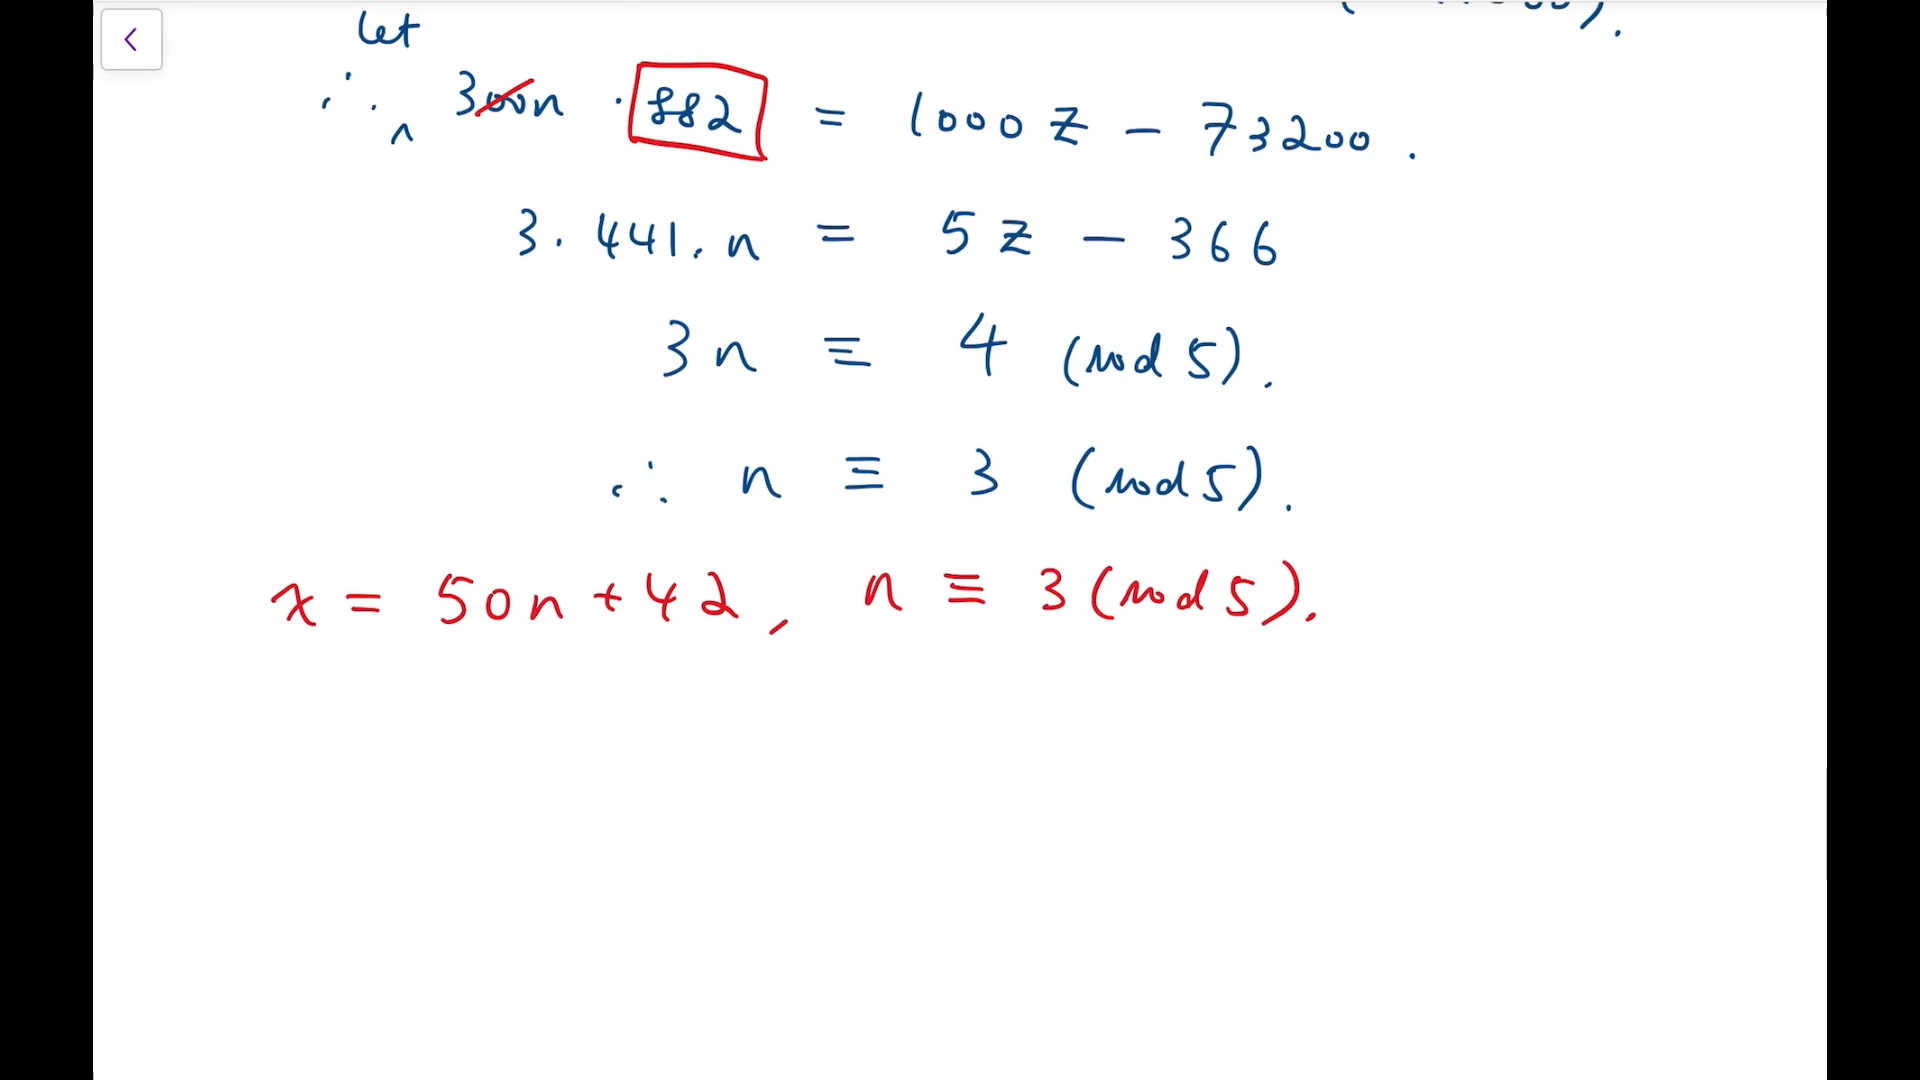 let
∴ 300n · 882 = 1000z − 73200 .
n
3 . 441 . n = 5z − 366
3n ≡ 4 (mod 5) .
∴ n ≡ 3 (mod 5) .
x = 50n + 42 , n ≡ 3 (mod 5) .